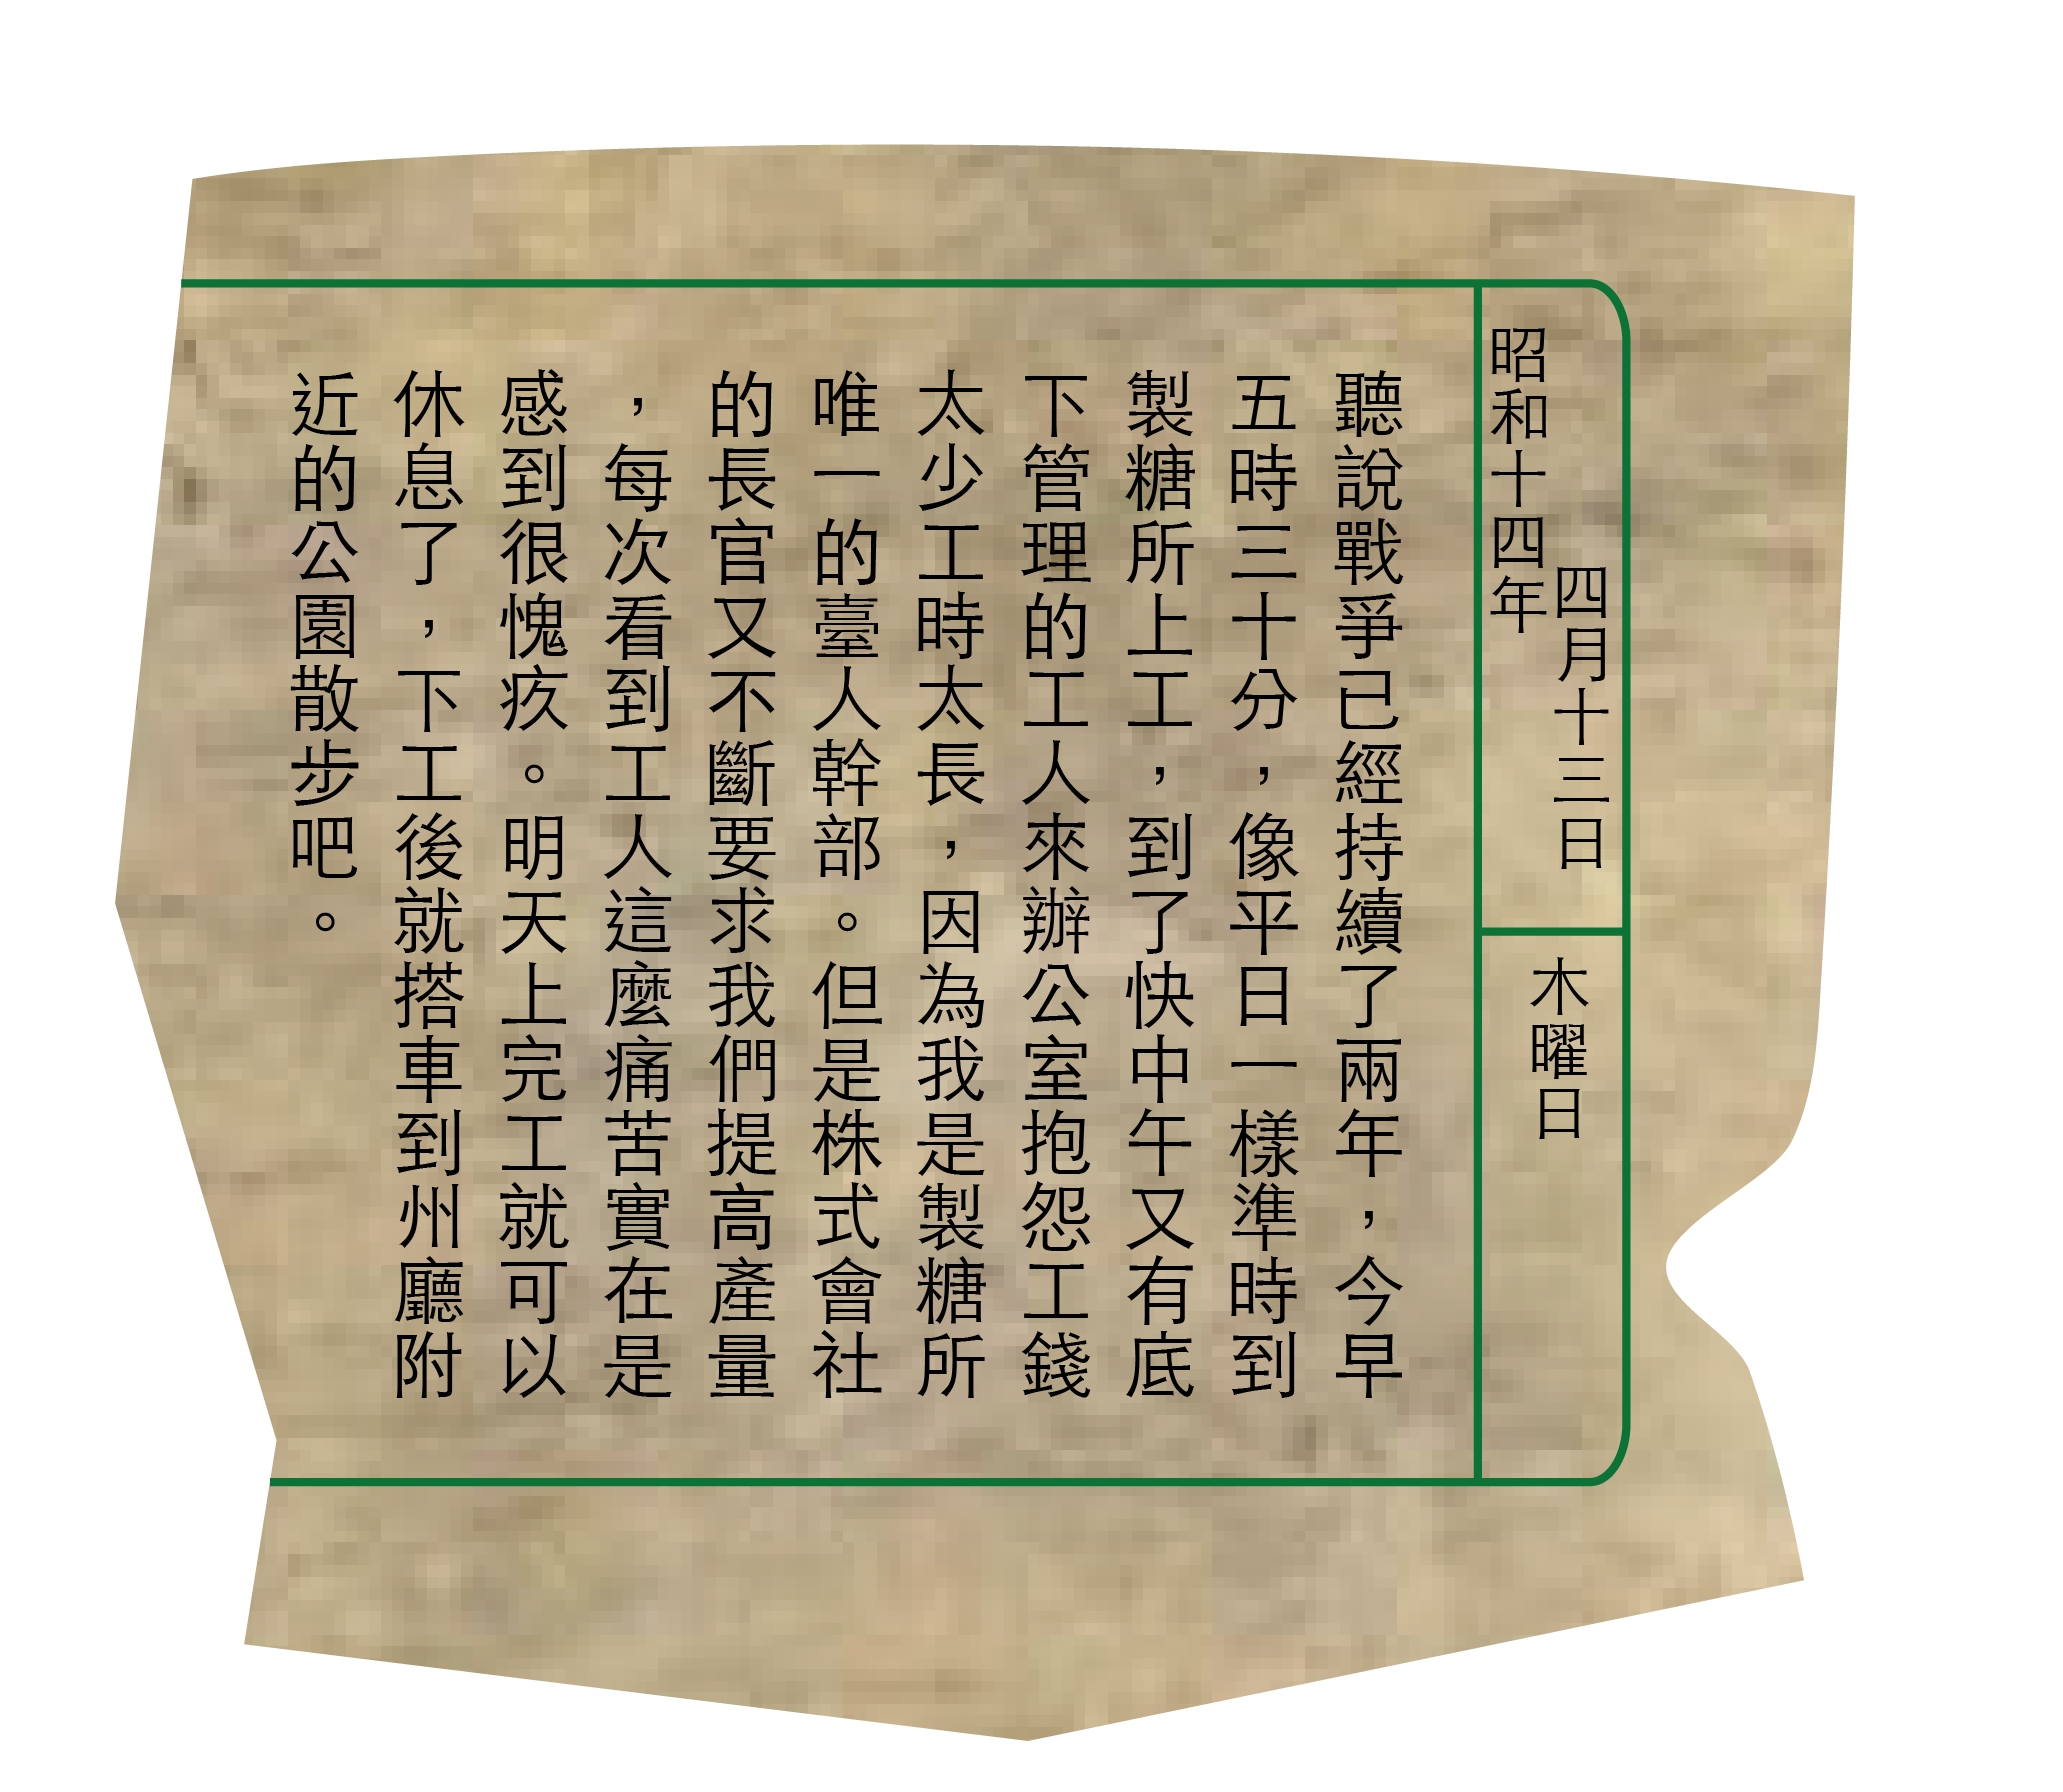 四月十三日
昭和十四年
木曜日
聽說戰爭已經持續了兩年，今早
五時三十分，像平日一樣準時到
製糖所上工，到了快中午又有底
下管理的工人來辦公室抱怨工錢
太少工時太長，因為我是製糖所
唯一的臺人幹部。但是株式會社
的長官又不斷要求我們提高產量
，每次看到工人這麼痛苦實在是
感到很愧疚。明天上完工就可以
休息了，下工後就搭車到州廳附
近的公園散步吧。